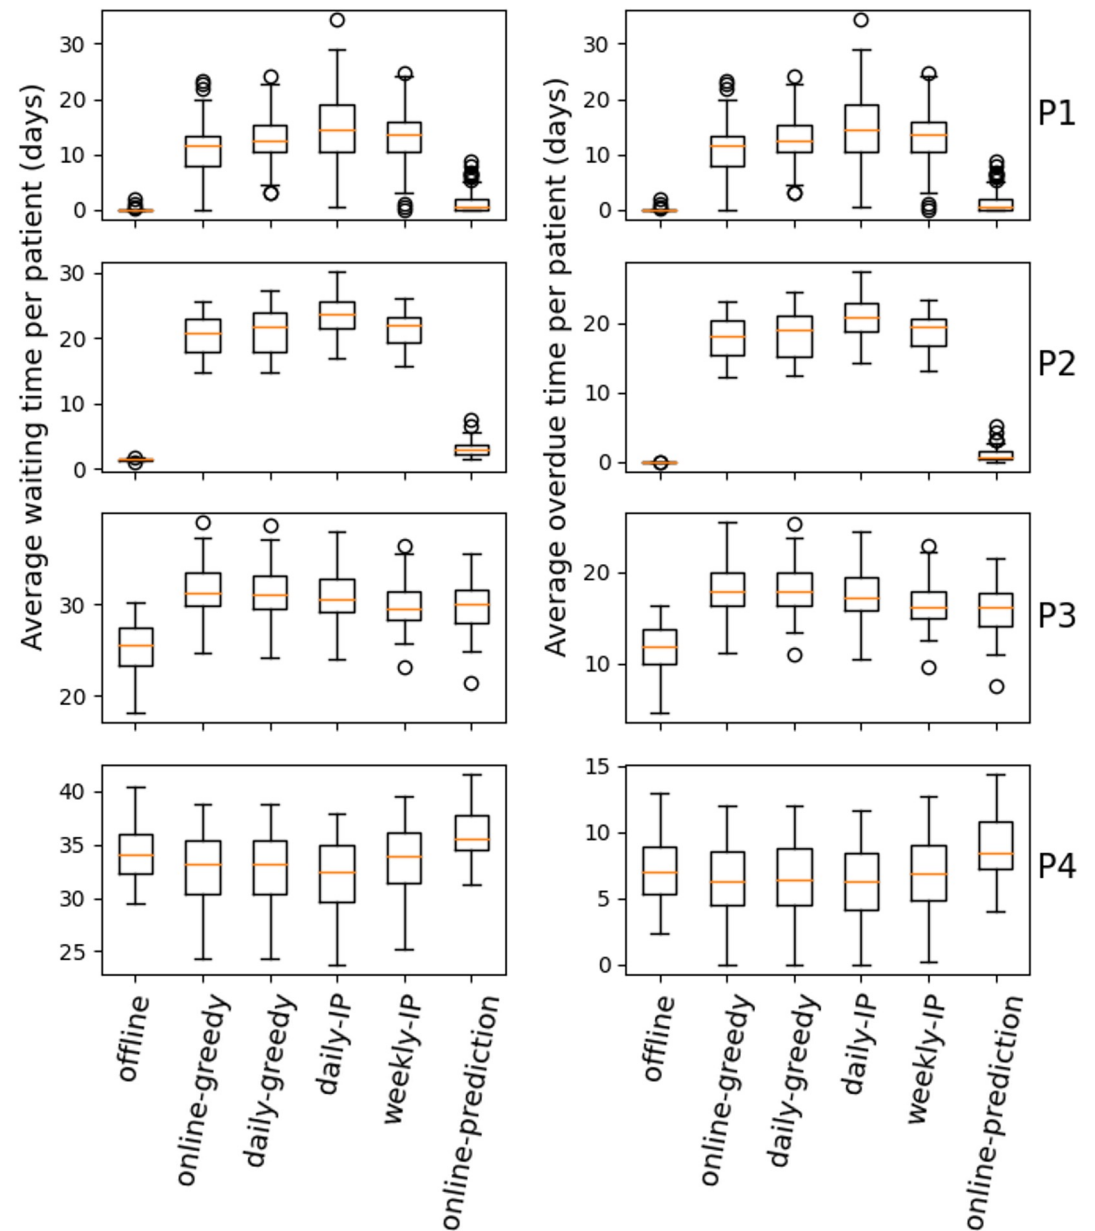 Average waiting time per patient (days)
Average overdue time per patient (days)
30
20
10
0
30
20
10
0
P1
30
20
10
0
20
10
0
P2
30
20
20
10
P3
40
35
30
25
15
10
5
0
P4
offline
online-greedy
daily-greedy
daily-IP
weekly-IP
online-prediction
offline
online-greedy
daily-greedy
daily-IP
weekly-IP
online-prediction